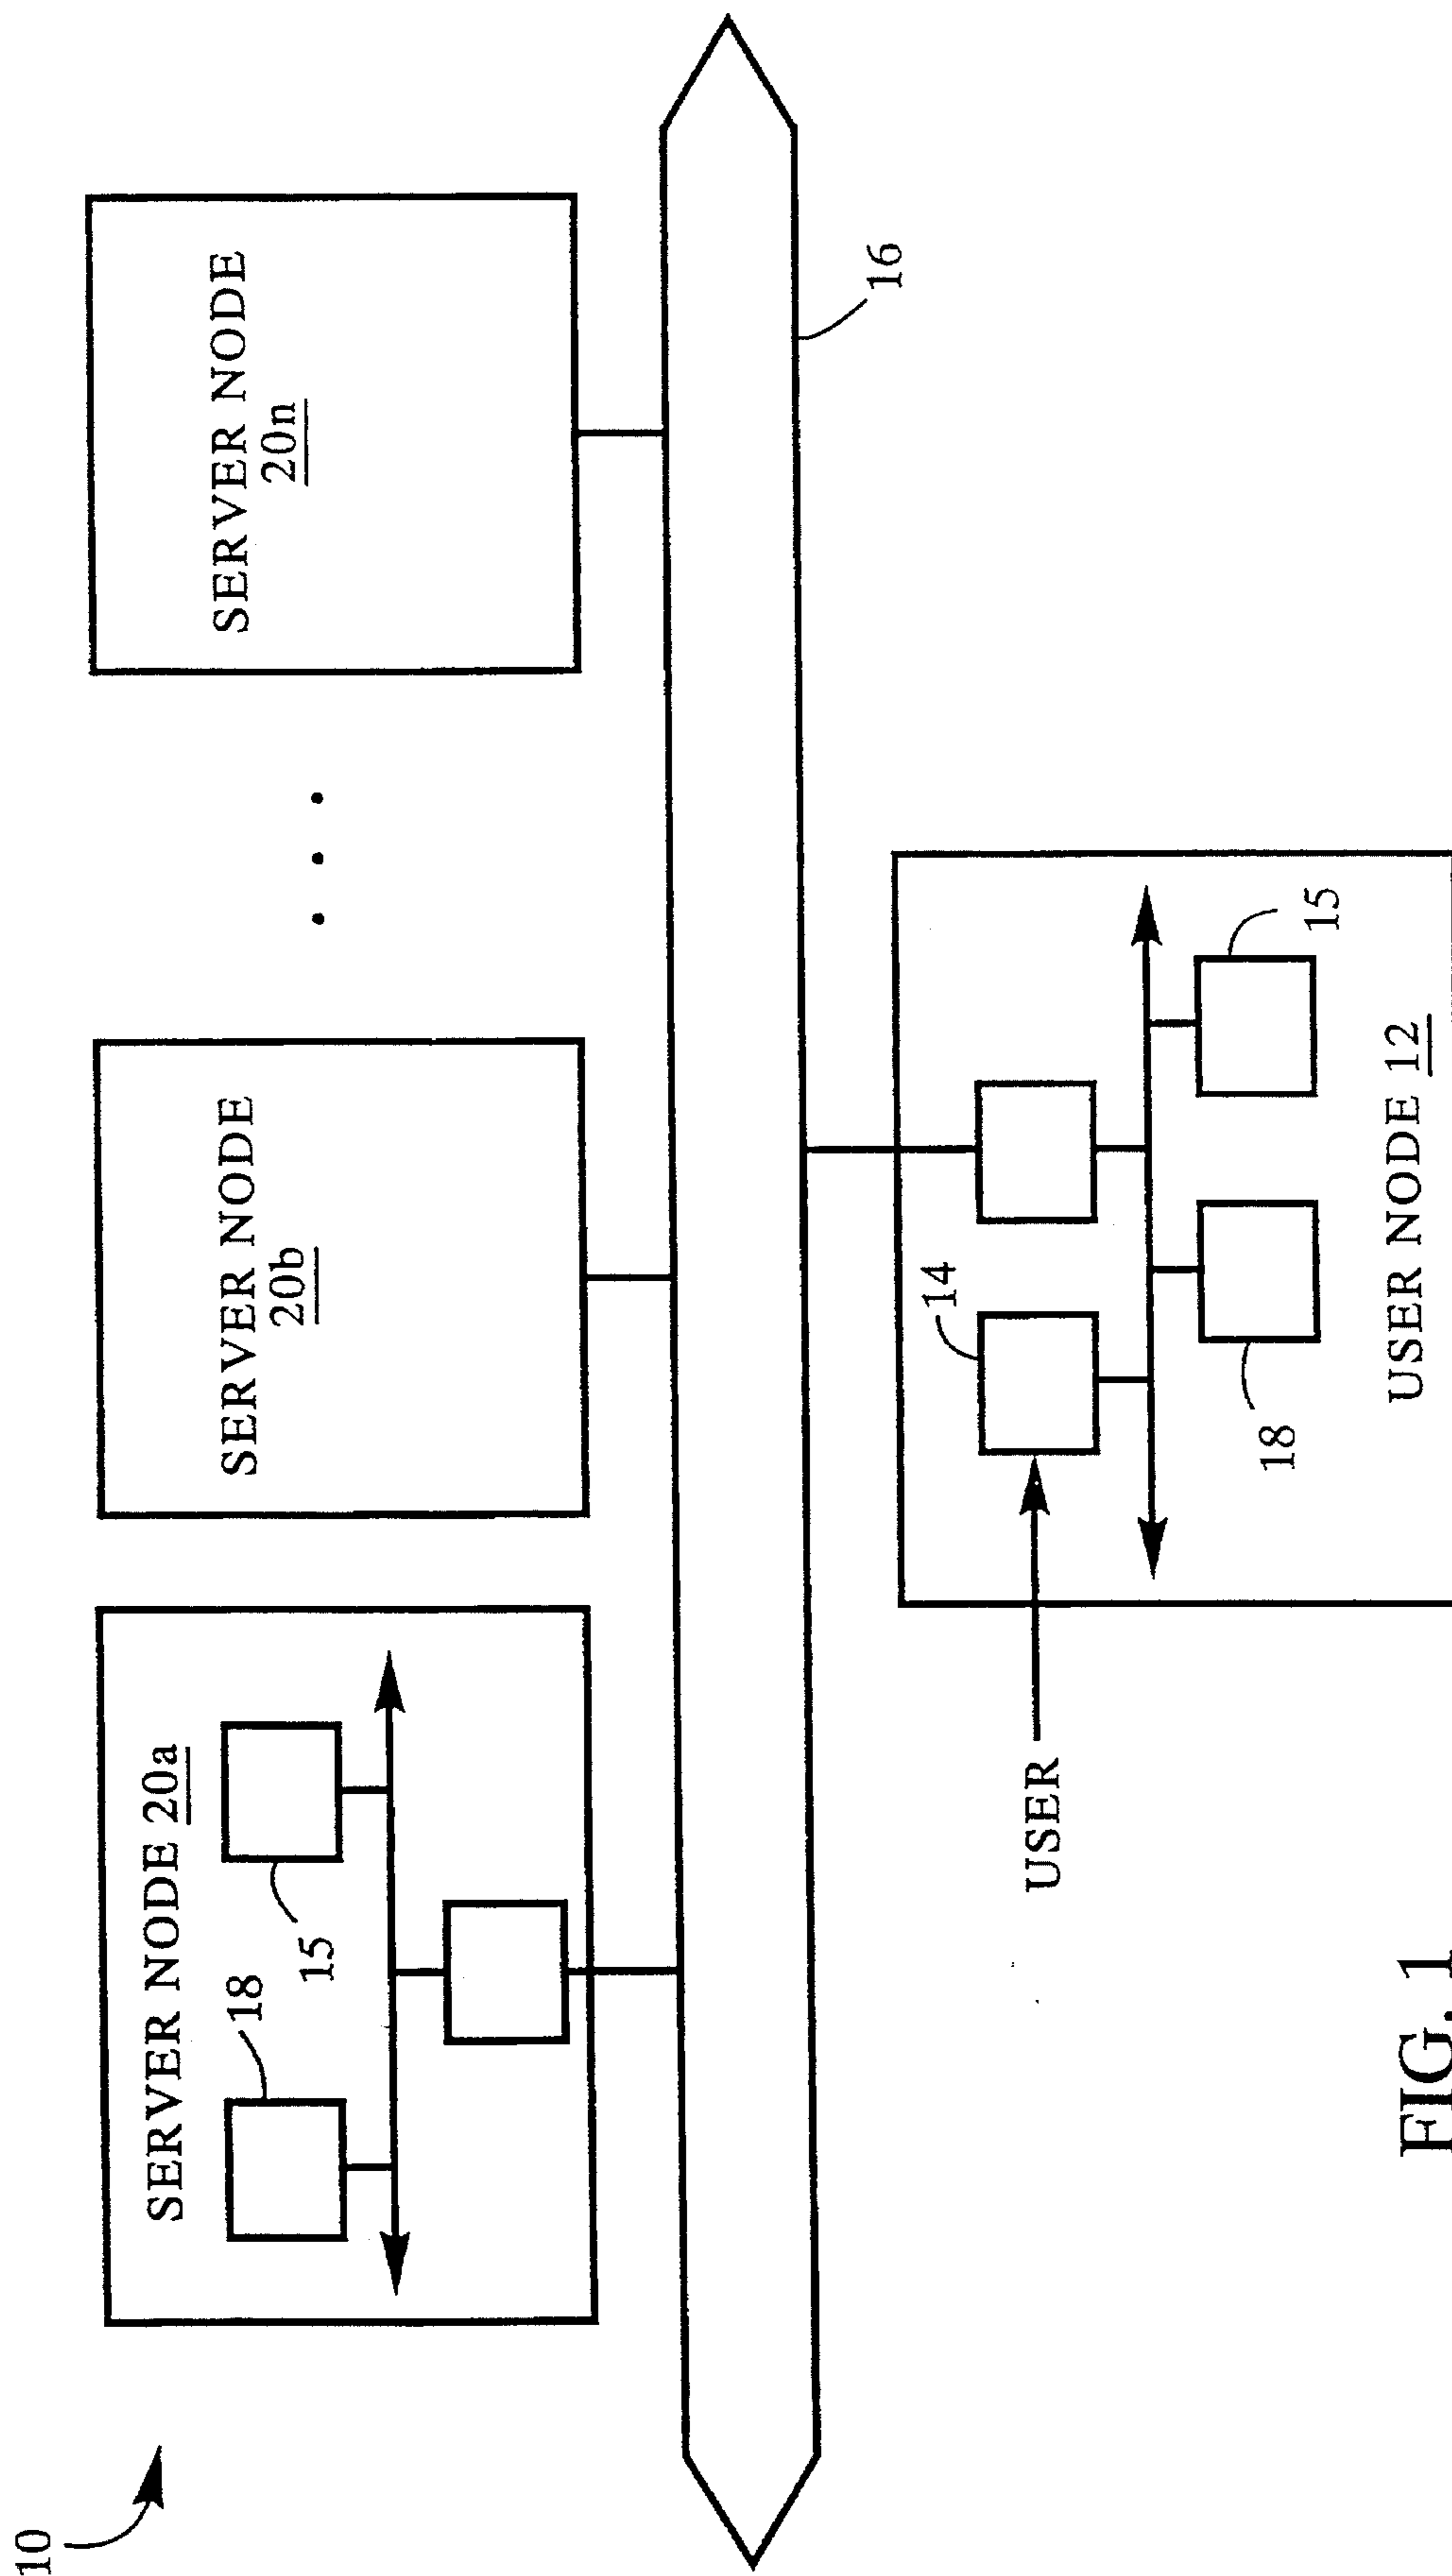 10
SERVER NODE 20a
18
15
SERVER NODE
20b
SERVER NODE
20n
. . .
16
USER
14
18
15
USER NODE 12
FIG. 1